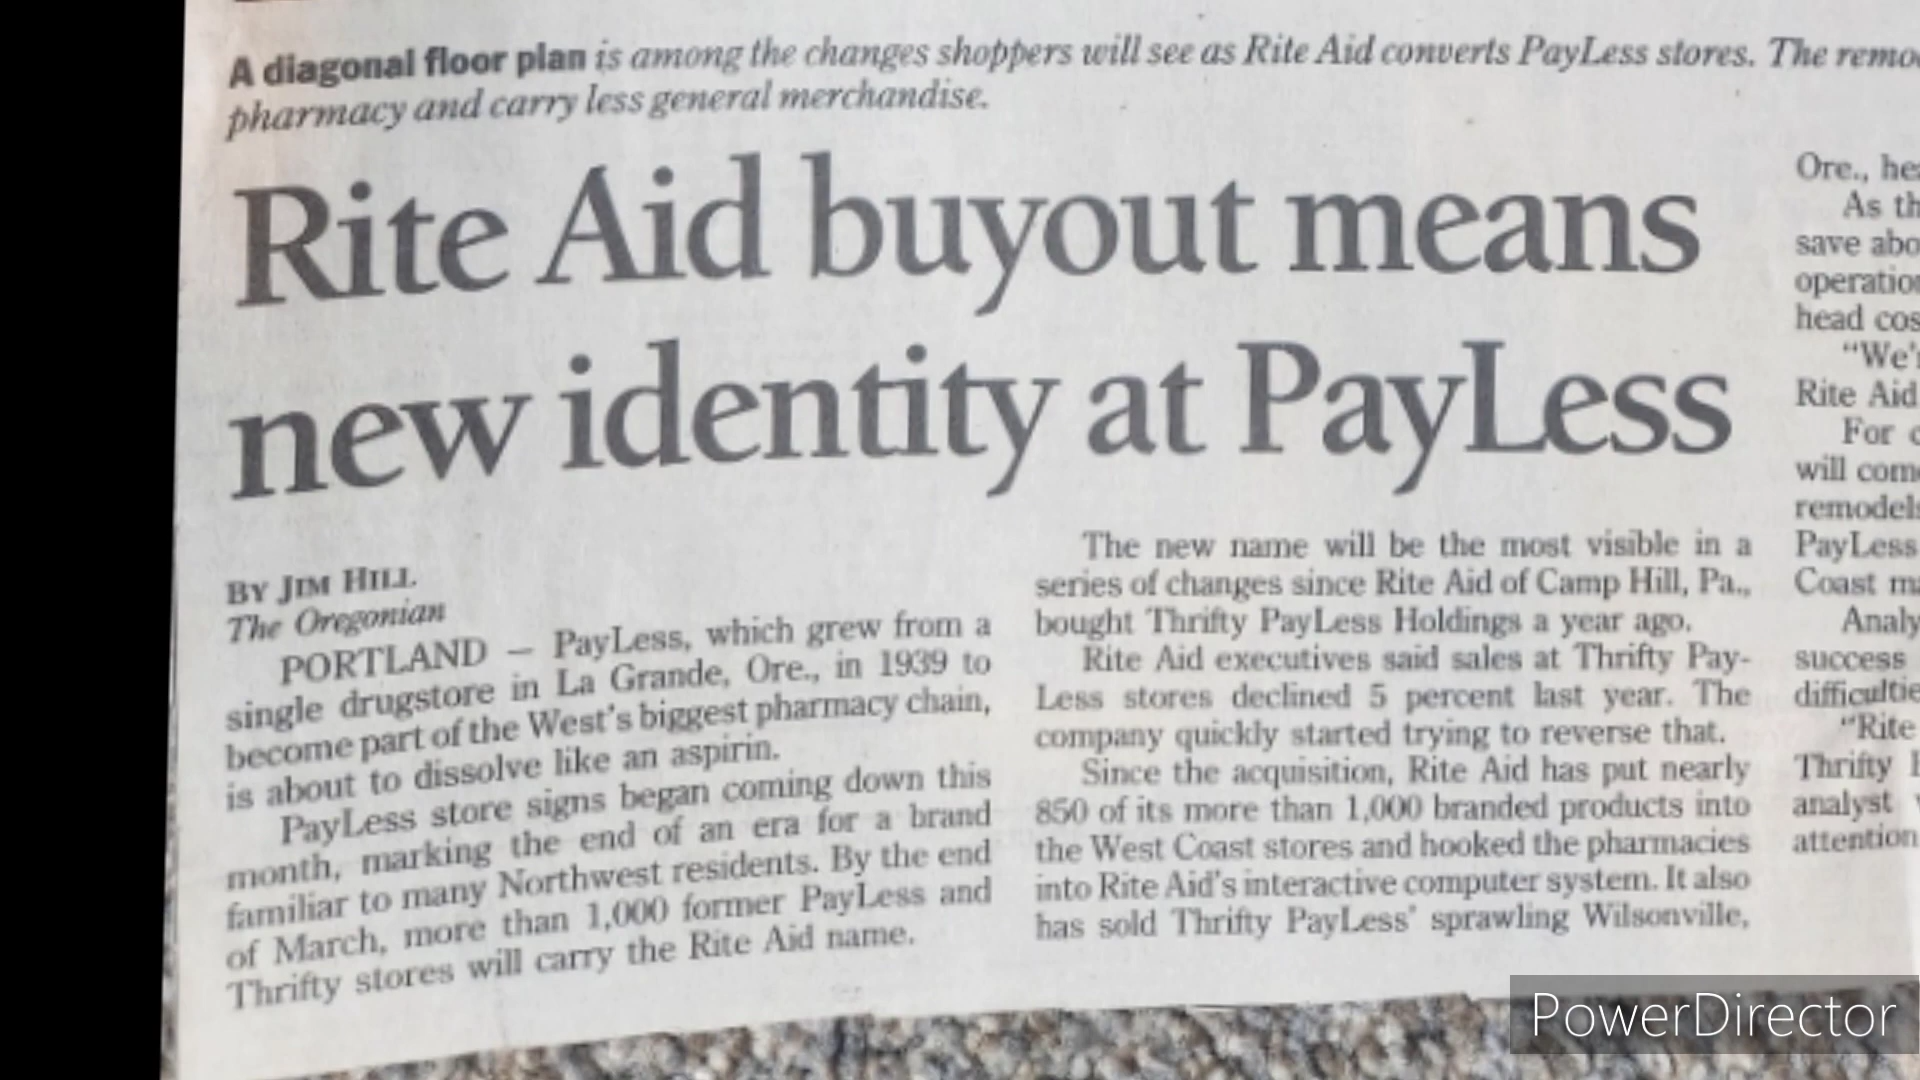 A diagonal floor plan is among the changes shoppers will see as Rite Aid converts PayLess stores. The
pharmacy and carry less general merchandise.
Rite Aid buyout means
new identity at PayLess
BY JIM HILL
The Oregonian
PORTLAND — PayLess, which grew from a
single drugstore in La Grande, Ore., in 1939 to
become part of the West's biggest pharmacy chain,
is about to dissolve like an aspirin.
PayLess store signs began coming down this
month, marking the end of an era for a brand
familiar to many Northwest residents. By the end
of March, more than 1,000 former PayLess and
Thrifty stores will carry the Rite Aid name.
The new name will be the most visible in a
series of changes since Rite Aid of Camp Hill, Pa.,
bought Thrifty PayLess Holdings a year ago.
Rite Aid executives said sales at Thrifty Pay-
Less stores declined 5 percent last year. The
company quickly started trying to reverse that.
Since the acquisition, Rite Aid has put nearly
850 of its more than 1,000 branded products into
the West Coast stores and hooked the pharmacies
into Rite Aid's interactive computer system. It also
has sold Thrifty PayLess' sprawling Wilsonville,
Ore.,
As
save
head
Rite Aid
For
will
PayLess
Coast
success
"Rite
Thrifty
analyst
attention
PowerDirector